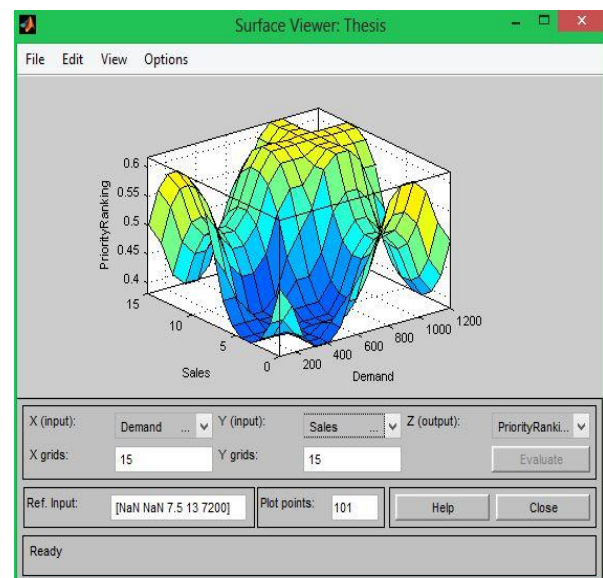 Surface Viewer: Thesis
File Edit View Options
PriorityRanking
0.6
0.55
0.5
0.45
0.4
15
10
5
0
Sales
200
400
600
800
1000
1200
Demand
X (input): Demand ... Y (input): Sales ... Z (output): PriorityRanki...
X grids: 15 Y grids: 15 Evaluate
Ref. Input: [NaN NaN 7.5 13 7200] Plot points: 101 Help Close
Ready